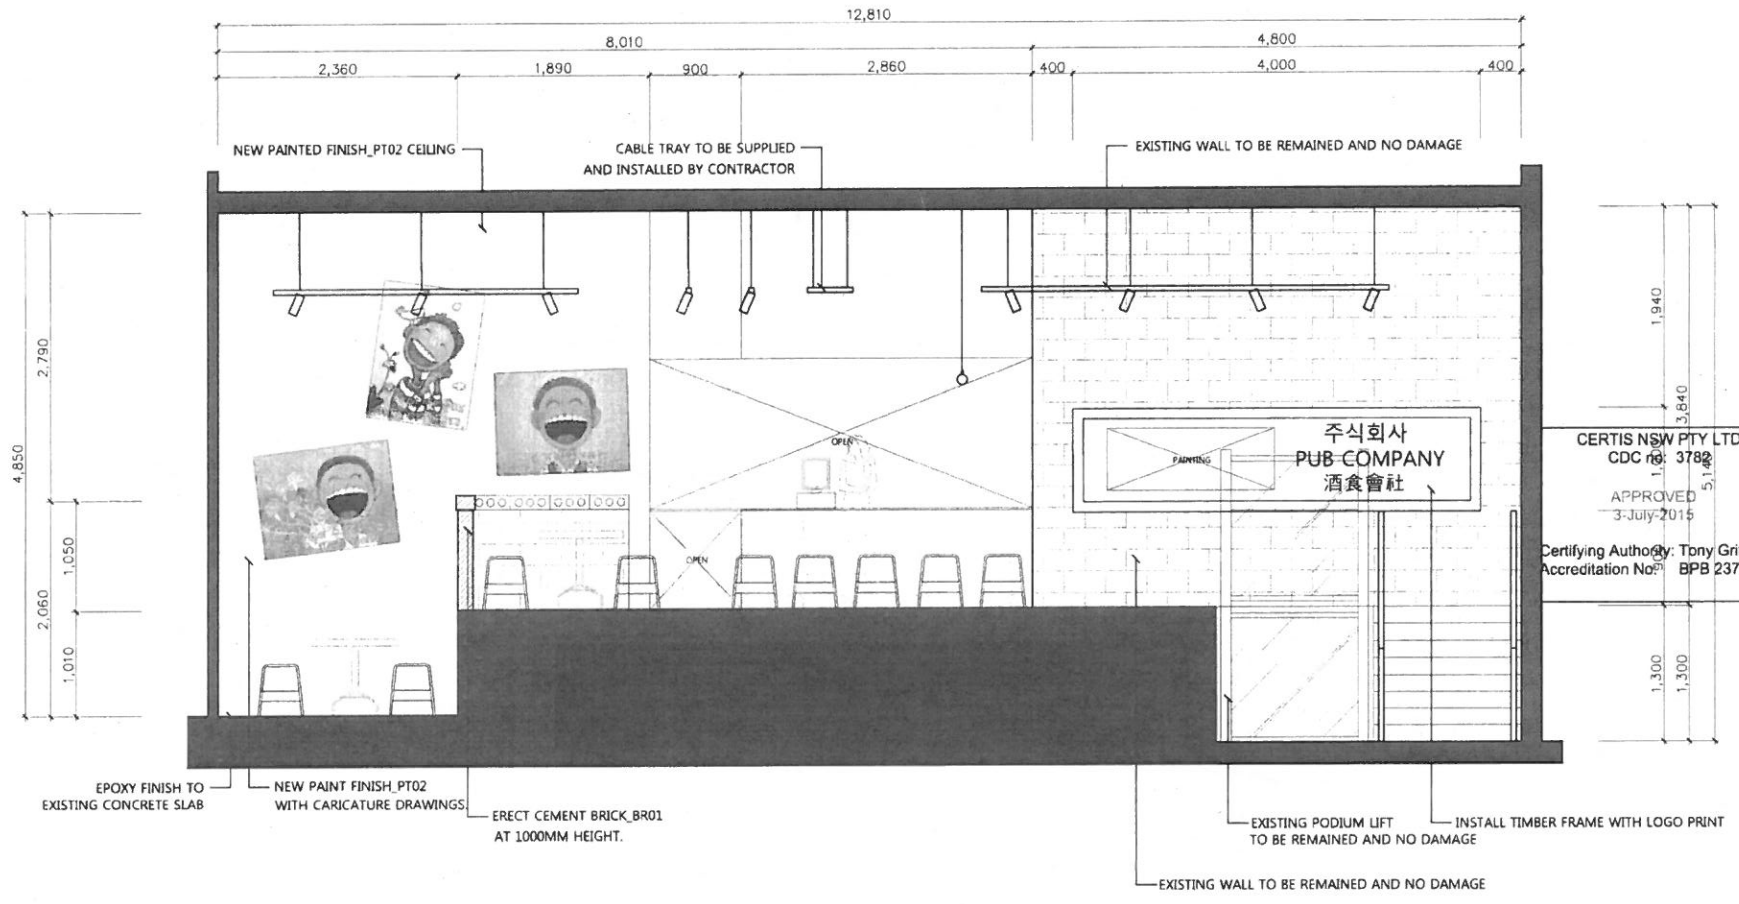 12,810
8,010
4,800
2,360
1,890
900
2,860
400
4,000
400
NEW PAINTED FINISH_PT02 CEILING
CABLE TRAY TO BE SUPPLIED
AND INSTALLED BY CONTRACTOR
EXISTING WALL TO BE REMAINED AND NO DAMAGE
4,850
2,790
2,060
1,050
1,010
OPEN
OPEN
PAINTING
주식회사
PUB COMPANY
酒食會社
1,940
3,840
5,140
900
1,300
1,300
CERTIS NSW PTY LTD
CDC no: 3782
APPROVED
3-July-2015
Certifying Authority: Tony Gri
Accreditation No: BPB 237
EPOXY FINISH TO
EXISTING CONCRETE SLAB
NEW PAINT FINISH_PT02
WITH CARICATURE DRAWINGS.
ERECT CEMENT BRICK_BR01
AT 1000MM HEIGHT.
EXISTING PODIUM LIFT
TO BE REMAINED AND NO DAMAGE
INSTALL TIMBER FRAME WITH LOGO PRINT
EXISTING WALL TO BE REMAINED AND NO DAMAGE